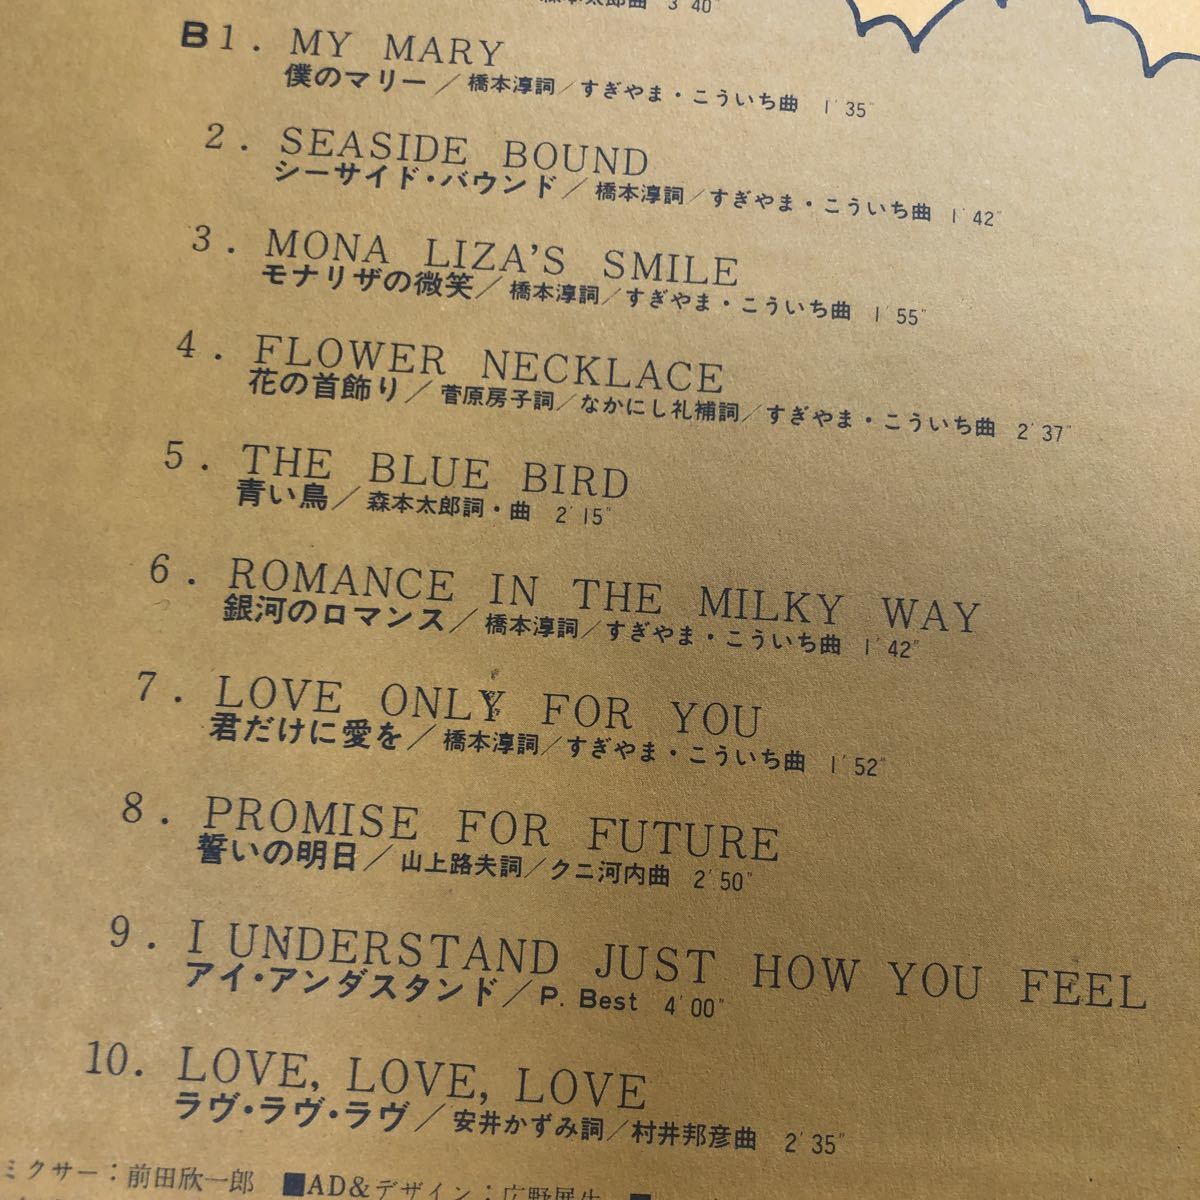 森本太郎曲 3′40″
B1. MY MARY
僕のマリー／橋本淳詞／すぎやま・こういち曲 1′35″
2. SEASIDE BOUND
シーサイド・バウンド／橋本淳詞／すぎやま・こういち曲 1′42″
3. MONA LIZA'S SMILE
モナリザの微笑／橋本淳詞／すぎやま・こういち曲 1′55″
4. FLOWER NECKLACE
花の首飾り／菅原房子詞／なかにし礼補詞／すぎやま・こういち曲 2′37″
5. THE BLUE BIRD
青い鳥／森本太郎詞・曲 2′15″
6. ROMANCE IN THE MILKY WAY
銀河のロマンス／橋本淳詞／すぎやま・こういち曲 1′42″
7. LOVE ONLY FOR YOU
君だけに愛を／橋本淳詞／すぎやま・こういち曲 1′52″
8. PROMISE FOR FUTURE
誓いの明日／山上路夫詞／クニ河内曲 2′50″
9. I UNDERSTAND JUST HOW YOU FEEL
アイ・アンダスタンド／P. Best 4′00″
10. LOVE, LOVE, LOVE
ラヴ・ラヴ・ラヴ／安井かずみ詞／村井邦彦曲 2′35″
ミクサー：前田欣一郎 ■AD&デザイン：広野展生 ■